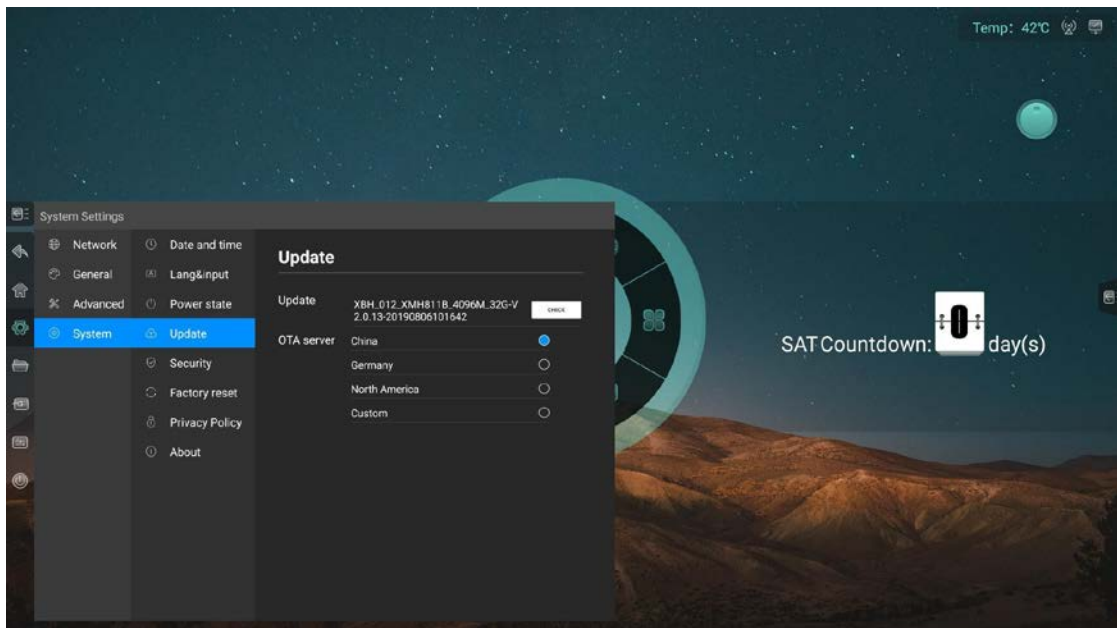 Temp: 42℃
System Settings
Network
General
Advanced
System
Date and time
Lang&input
Power state
Update
Security
Factory reset
Privacy Policy
About
Update
Update
XBH_012_XMH811B_4096M_32G-V
2.0.13-20190806101642
CHECK
OTA server
China
Germany
North America
Custom
SAT Countdown: 0 day(s)